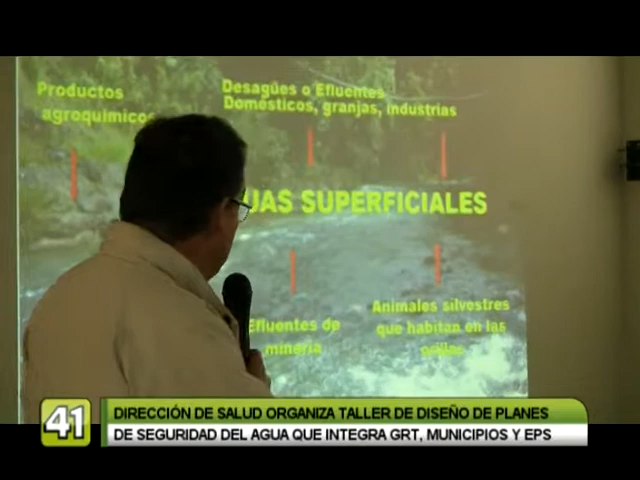 Productos
agroquimicos
Desagües o Efluentes
Domésticos, granjas, industrias
UAS SUPERFICIALES
Efluentes de
mineria
Animales silvestres
que habitan en las
orillas
41
DIRECCIÓN DE SALUD ORGANIZA TALLER DE DISEÑO DE PLANES
DE SEGURIDAD DEL AGUA QUE INTEGRA GRT, MUNICIPIOS Y EPS